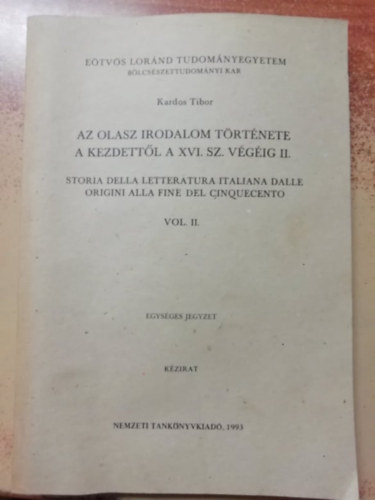 EÖTVÖS LORÁND TUDOMÁNYEGYETEM
BÖLCSÉSZETTUDOMÁNYI KAR
Kardos Tibor
AZ OLASZ IRODALOM TÖRTÉNETE
A KEZDETTŐL A XVI. SZ. VÉGÉIG II.
STORIA DELLA LETTERATURA ITALIANA DALLE
ORIGINI ALLA FINE DEL CINQUECENTO
VOL. II.
EGYSÉGES JEGYZET
KÉZIRAT
NEMZETI TANKÖNYVKIADÓ, 1993